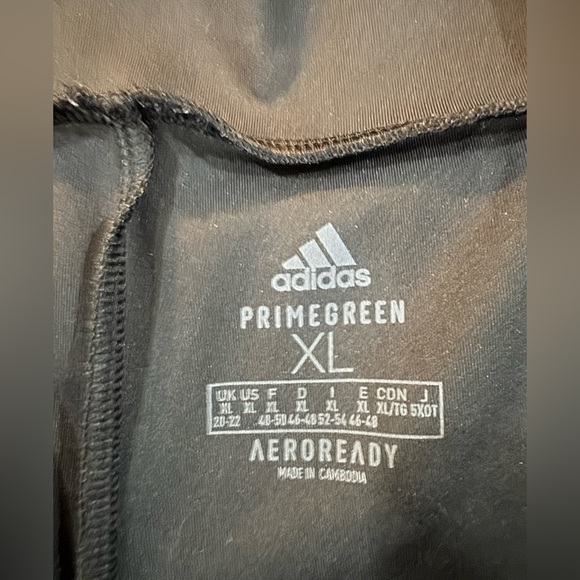 adidas
PRIMEGREEN
XL
UK US F D I E CDN J
XL XL XL XL XL XL XL/TG 5XOT
20-22 48-50 46-48 52-54 46-48
AEROREADY
MADE IN CAMBODIA